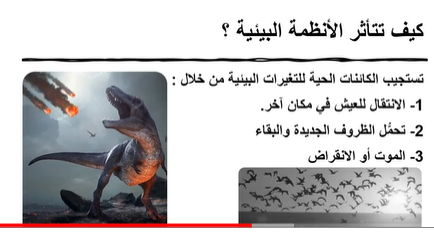 كيف تتأثر الأنظمة البيئية ؟
تستجيب الكائنات الحية للتغيرات البيئية من خلال :
1- الانتقال للعيش في مكان آخر.
2- تحمُّل الظروف الجديدة والبقاء
3- الموت أو الانقراض